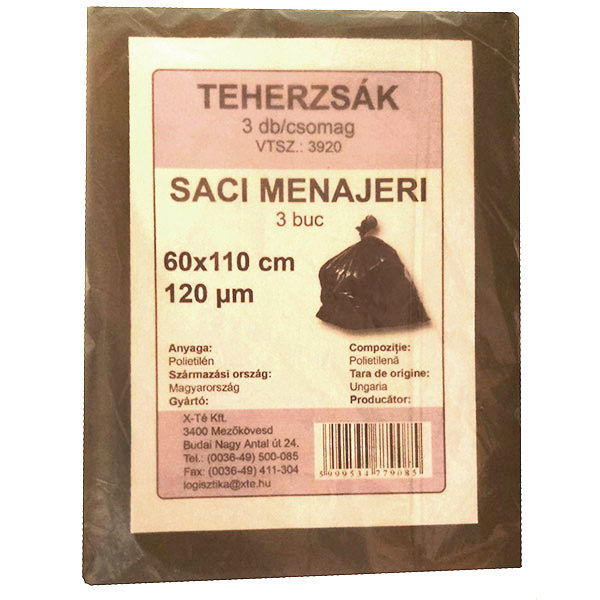 TEHERZSÁK
3 db/csomag
VTSZ.: 3920
SACI MENAJERI
3 buc
60x110 cm
120 µm
Anyaga:
Polietilén
Származási ország:
Magyarország
Gyártó:
Compoziție:
Polietilenă
Tara de origine:
Ungaria
Producător:
X-Té Kft.
3400 Mezőkövesd
Budai Nagy Antal út 24.
Tel.: (0036-49) 500-085
Fax: (0036-49) 411-304
logisztika@xte.hu
5999534779085